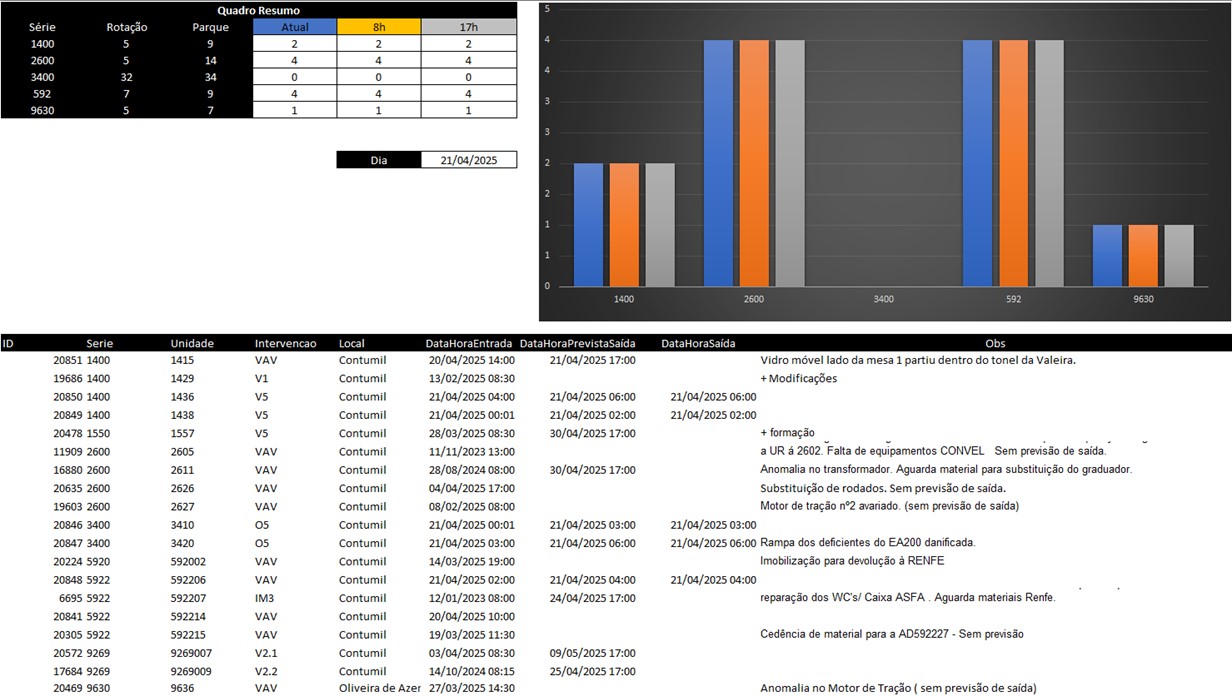 Quadro Resumo
Série Rotação Parque Atual 8h 17h
1400 5 9 2 2 2
2600 5 14 4 4 4
3400 32 34 0 0 0
592 7 9 4 4 4
9630 5 7 1 1 1
Dia 21/04/2025
5
4
4
3
3
2
2
1
1
0
1400 2600 3400 592 9630
ID Serie Unidade Intervencao Local DataHoraEntrada DataHoraPrevistaSaída DataHoraSaída Obs
20851 1400 1415 VAV Contumil 20/04/2025 14:00 21/04/2025 17:00 Vidro móvel lado da mesa 1 partiu dentro do tonel da Valeira.
19686 1400 1429 V1 Contumil 13/02/2025 08:30 + Modificações
20850 1400 1436 V5 Contumil 21/04/2025 04:00 21/04/2025 06:00 21/04/2025 06:00
20849 1400 1438 V5 Contumil 21/04/2025 00:01 21/04/2025 02:00 21/04/2025 02:00
20478 1550 1557 V5 Contumil 28/03/2025 08:30 30/04/2025 17:00 + formação
11909 2600 2605 VAV Contumil 11/11/2023 13:00 a UR á 2602. Falta de equipamentos CONVEL Sem previsão de saída.
16880 2600 2611 VAV Contumil 28/08/2024 08:00 30/04/2025 17:00 Anomalia no transformador. Aguarda material para substituição do graduador.
20635 2600 2626 VAV Contumil 04/04/2025 17:00 Substituição de rodados. Sem previsão de saída.
19603 2600 2627 VAV Contumil 08/02/2025 08:00 Motor de tração nº2 avariado. (sem previsão de saída)
20846 3400 3410 O5 Contumil 21/04/2025 00:01 21/04/2025 03:00 21/04/2025 03:00
20847 3400 3420 O5 Contumil 21/04/2025 03:00 21/04/2025 06:00 21/04/2025 06:00 Rampa dos deficientes do EA200 danificada.
20224 5920 592002 VAV Contumil 14/03/2025 19:00 Imobilização para devolução à RENFE
20848 5922 592206 VAV Contumil 21/04/2025 02:00 21/04/2025 04:00 21/04/2025 04:00
6695 5922 592207 IM3 Contumil 12/01/2023 08:00 24/04/2025 17:00 reparação dos WC's/ Caixa ASFA . Aguarda materiais Renfe.
20841 5922 592214 VAV Contumil 20/04/2025 10:00
20305 5922 592215 VAV Contumil 19/03/2025 11:30 Cedência de material para a AD592227 - Sem previsão
20572 9269 9269007 V2.1 Contumil 03/04/2025 08:30 09/05/2025 17:00
17684 9269 9269009 V2.2 Contumil 14/10/2024 08:15 25/04/2025 17:00
20469 9630 9636 VAV Oliveira de Azer 27/03/2025 14:30 Anomalia no Motor de Tração ( sem previsão de saída)